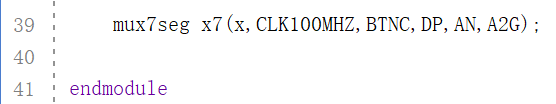 39 mux7seg x7(x,CLK100MHZ,BTNC,DP,AN,A2G);
40
41 endmodule